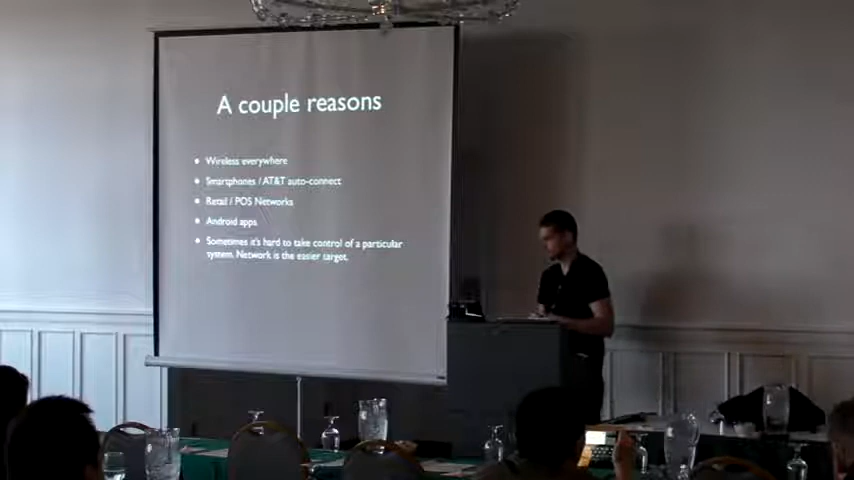 A couple reasons
• Wireless everywhere
• Smartphones / AT&T auto-connect
• Retail / POS Networks
• Android apps
• Sometimes it's hard to take control of a particular
system. Network is the easier target.